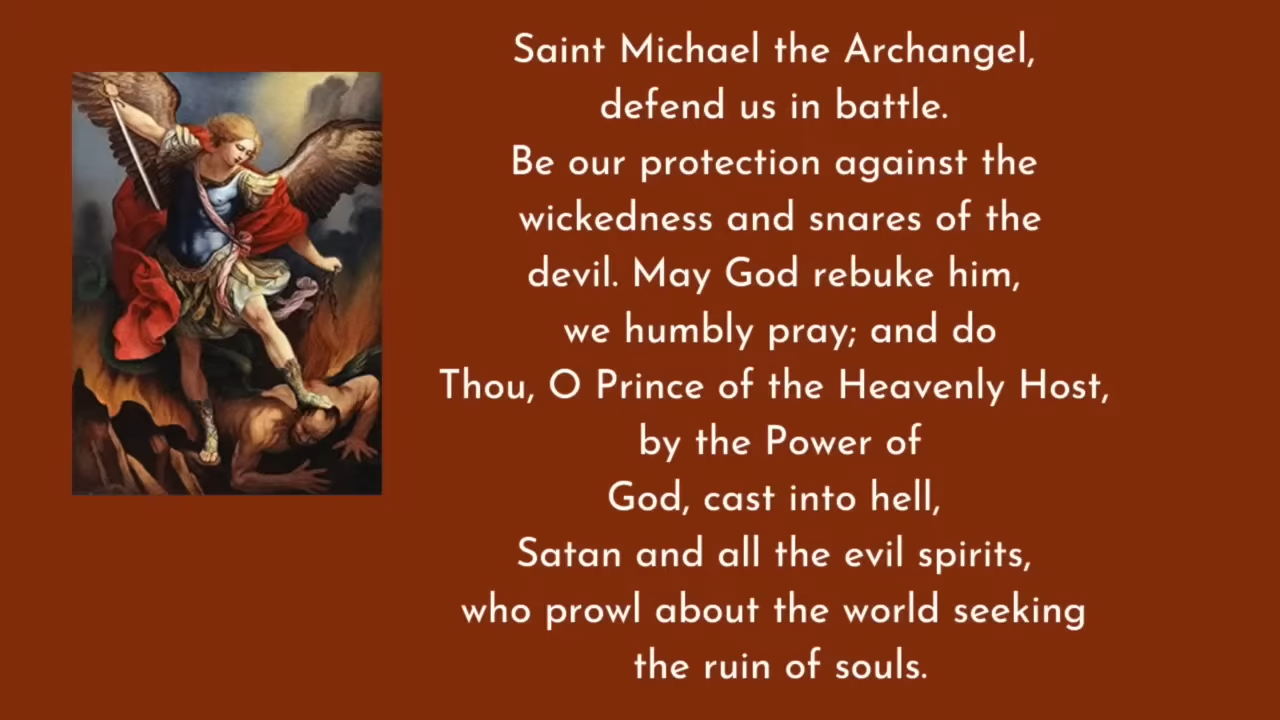 Saint Michael the Archangel,
defend us in battle.
Be our protection against the
wickedness and snares of the
devil. May God rebuke him,
we humbly pray; and do
Thou, O Prince of the Heavenly Host,
by the Power of
God, cast into hell,
Satan and all the evil spirits,
who prowl about the world seeking
the ruin of souls.